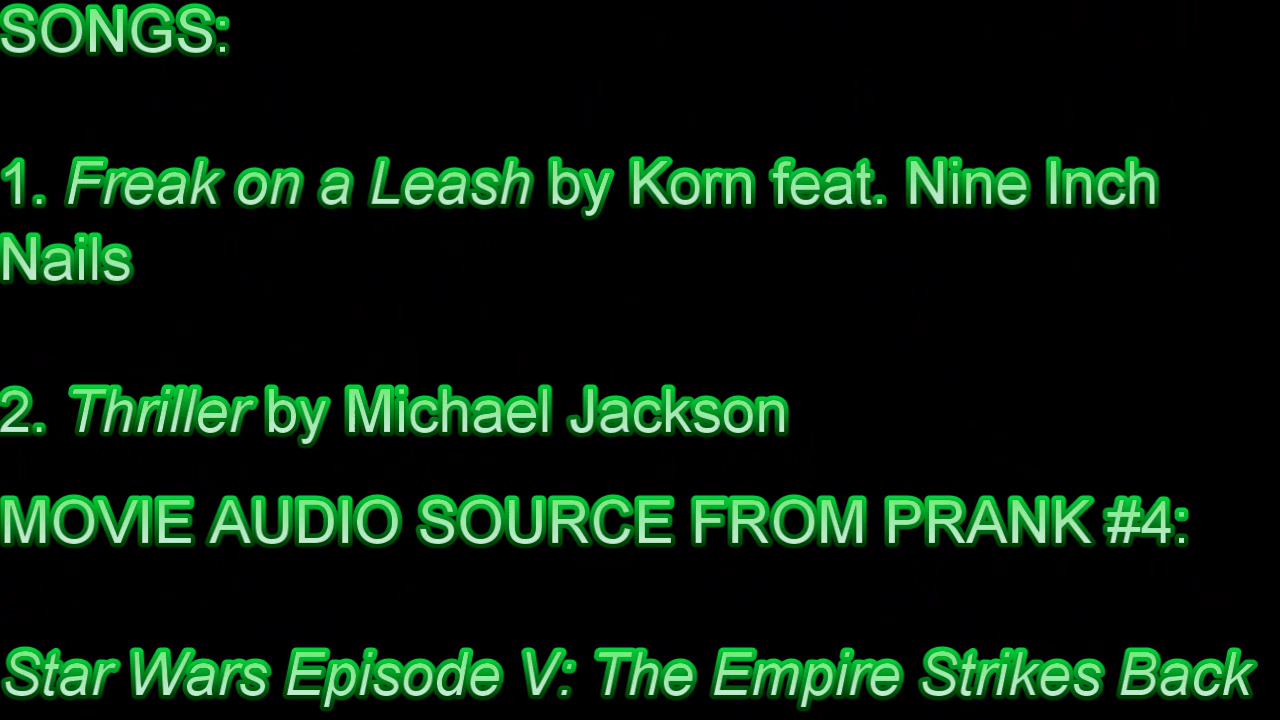 SONGS:
1. Freak on a Leash by Korn feat. Nine Inch
Nails
2. Thriller by Michael Jackson
MOVIE AUDIO SOURCE FROM PRANK #4:
Star Wars Episode V: The Empire Strikes Back